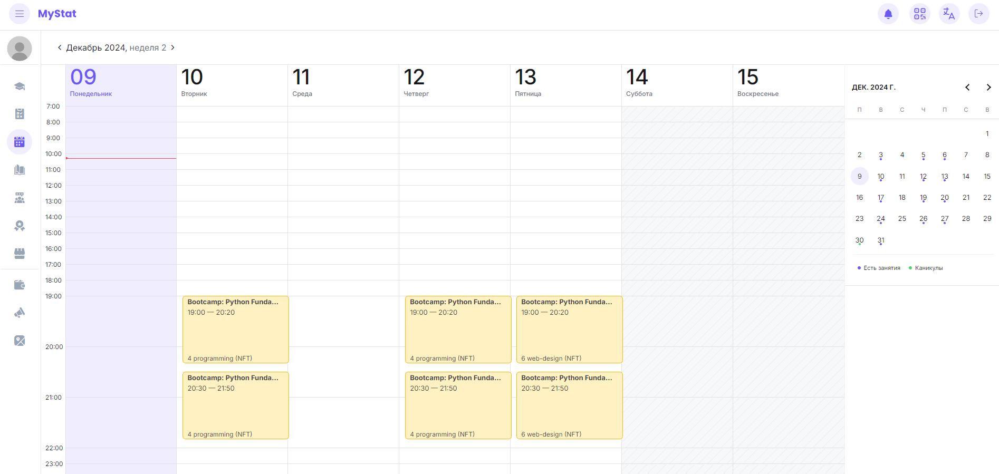 MyStat
Декабрь 2024, неделя 2
09
Понедельник
10
Вторник
11
Среда
12
Четверг
13
Пятница
14
Суббота
15
Воскресенье
7:00
8:00
9:00
10:00
11:00
12:00
13:00
14:00
15:00
16:00
17:00
18:00
19:00
20:00
21:00
22:00
23:00
Bootcamp: Python Funda...
19:00 — 20:20
4 programming (NFT)
Bootcamp: Python Funda...
20:30 — 21:50
4 programming (NFT)
Bootcamp: Python Funda...
19:00 — 20:20
4 programming (NFT)
Bootcamp: Python Funda...
20:30 — 21:50
4 programming (NFT)
Bootcamp: Python Funda...
19:00 — 20:20
6 web-design (NFT)
Bootcamp: Python Funda...
20:30 — 21:50
6 web-design (NFT)
ДЕК. 2024 Г.
П В С Ч П С В
1
2 3 4 5 6 7 8
9 10 11 12 13 14 15
16 17 18 19 20 21 22
23 24 25 26 27 28 29
30 31
Есть занятия Каникулы